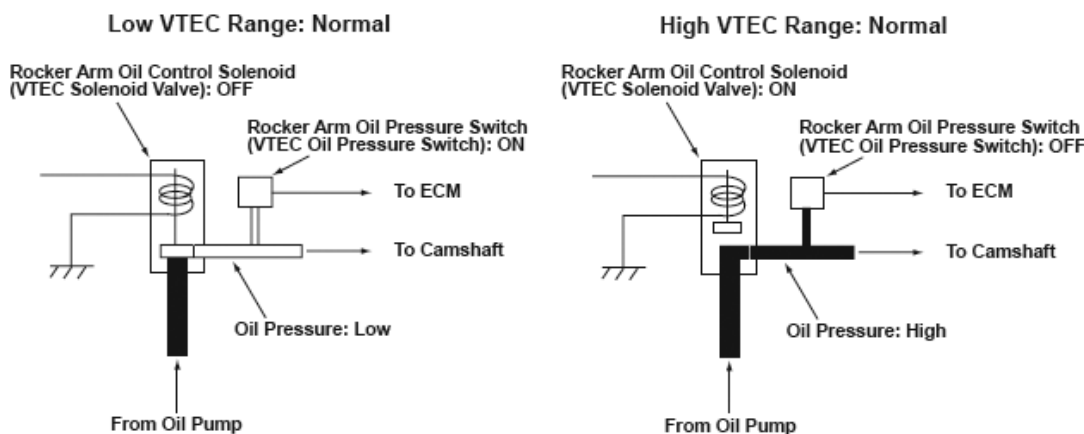 Low VTEC Range: Normal
Rocker Arm Oil Control Solenoid
(VTEC Solenoid Valve): OFF
Rocker Arm Oil Pressure Switch
(VTEC Oil Pressure Switch): ON
To ECM
To Camshaft
Oil Pressure: Low
From Oil Pump
High VTEC Range: Normal
Rocker Arm Oil Control Solenoid
(VTEC Solenoid Valve): ON
Rocker Arm Oil Pressure Switch
(VTEC Oil Pressure Switch): OFF
To ECM
To Camshaft
Oil Pressure: High
From Oil Pump